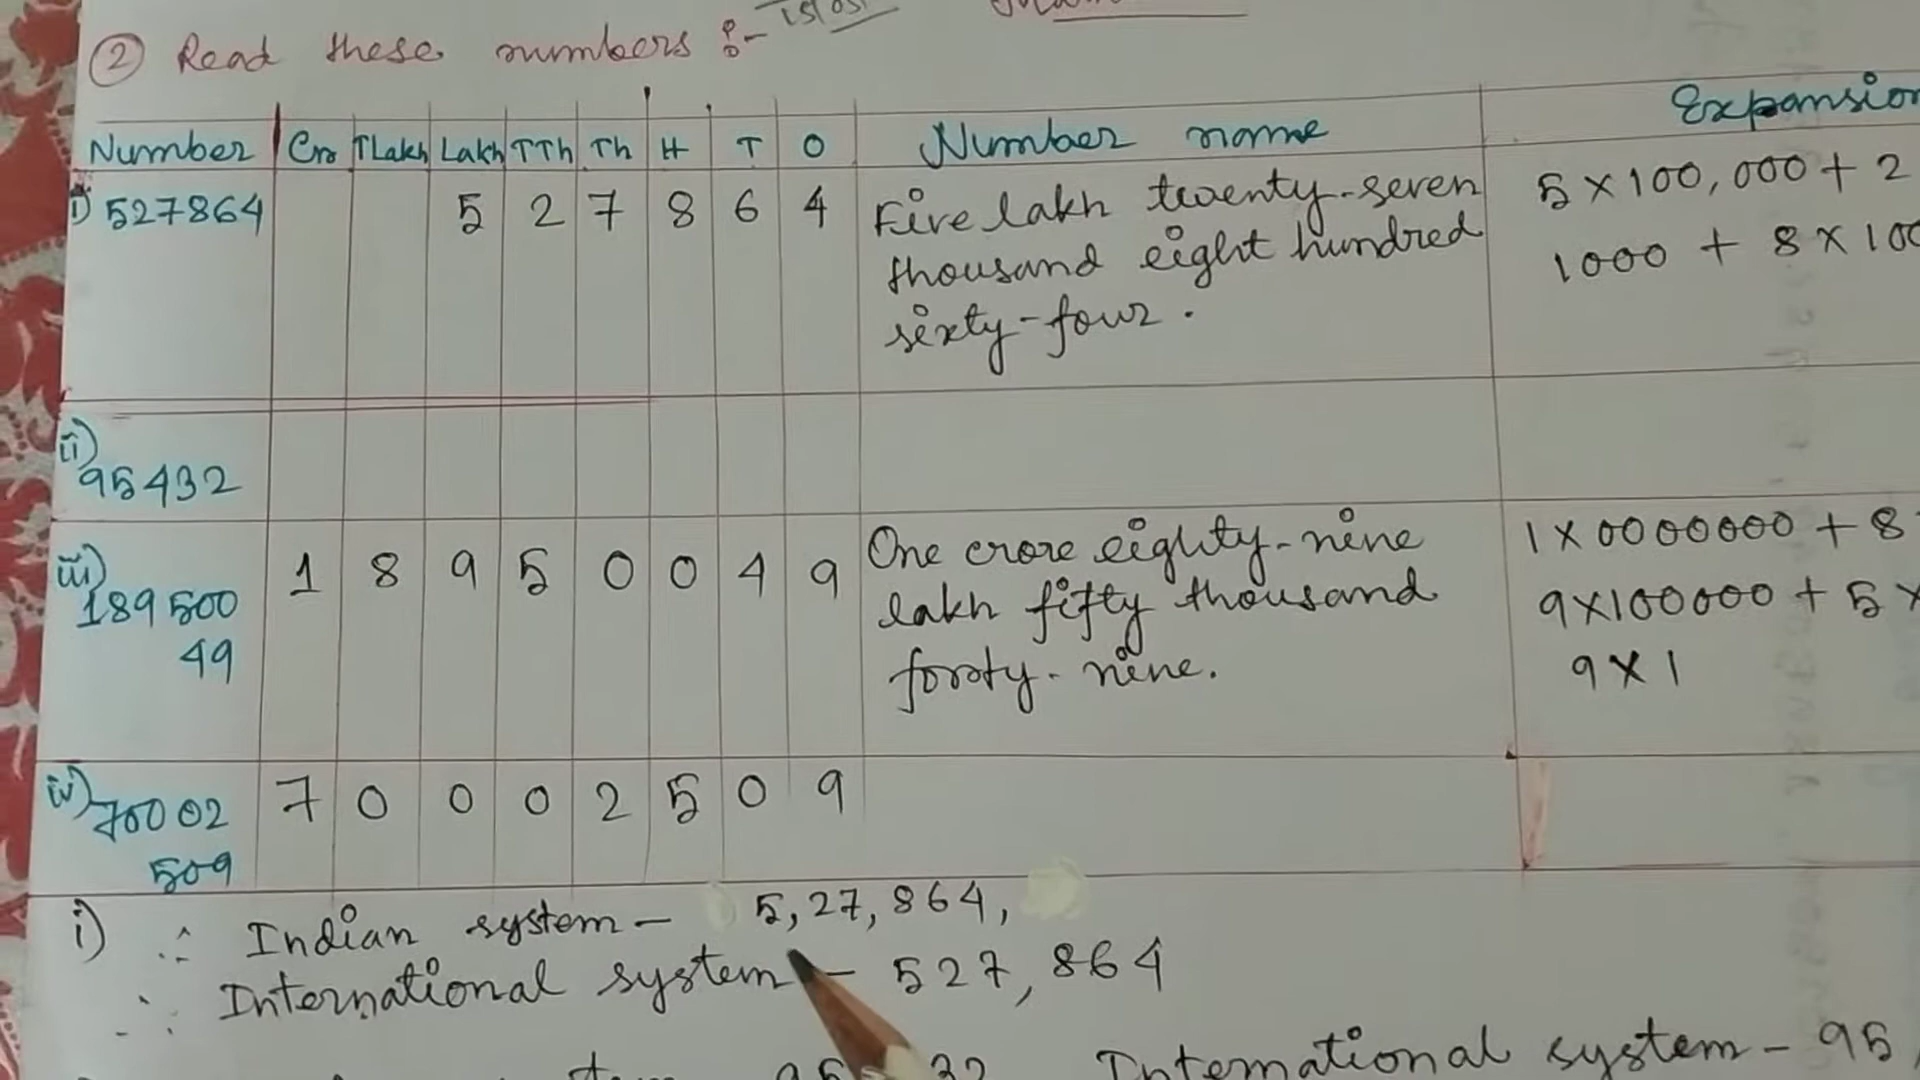 ② Read these numbers :-
Number Cr TLakh Lakh TTh Th H T O Number name Expansion
i) 527864 5 2 7 8 6 4 Five lakh twenty-seven 5 × 100,000 + 2
thousand eight hundred 1000 + 8 × 100
sixty-four.
ii)
95432
iii) 1 8 9 5 0 0 4 9 One crore eighty-nine 1 × 0000000 + 8
189500 lakh fifty thousand 9×100000 + 5 ×
49 forty-nine. 9 × 1
iv) 70002 7 0 0 0 2 5 0 9
509
i) ∴ Indian system - 5,27,864,
∴ International system - 527,864
International system - 95